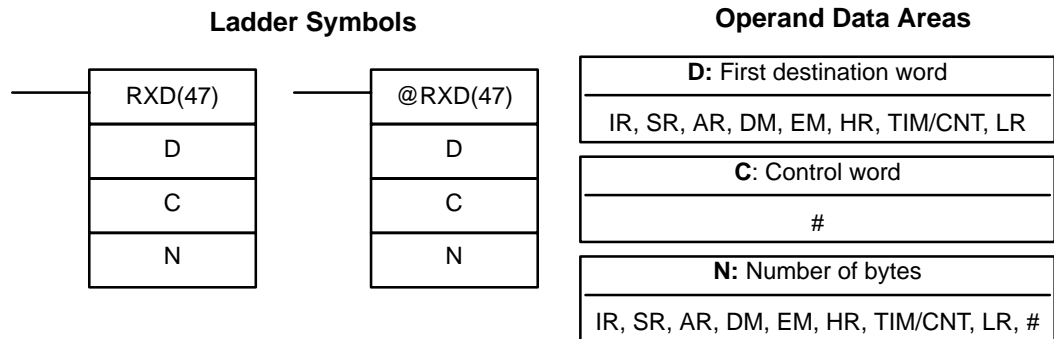 Ladder Symbols
RXD(47)
D
C
N
@RXD(47)
D
C
N
Operand Data Areas
D: First destination word
IR, SR, AR, DM, EM, HR, TIM/CNT, LR
C: Control word
#
N: Number of bytes
IR, SR, AR, DM, EM, HR, TIM/CNT, LR, #